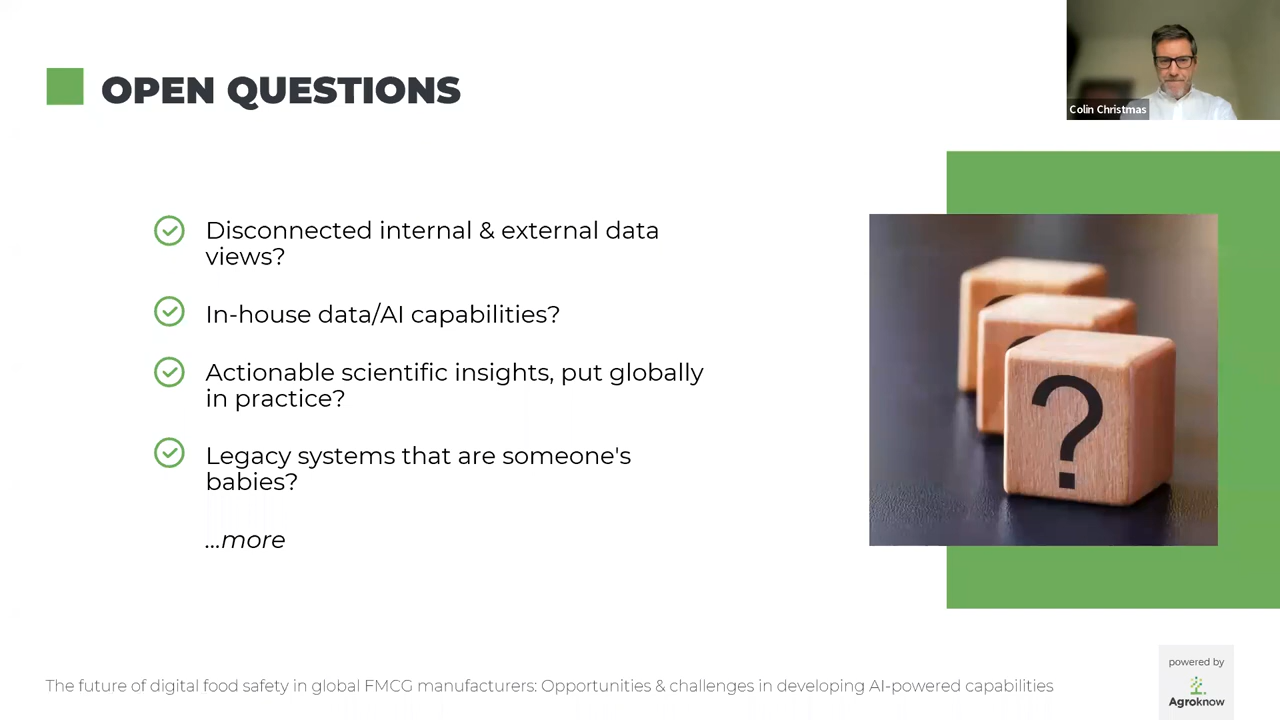 OPEN QUESTIONS
Colin Christmas
Disconnected internal & external data
views?
In-house data/AI capabilities?
Actionable scientific insights, put globally
in practice?
Legacy systems that are someone's
babies?
...more
?
The future of digital food safety in global FMCG manufacturers: Opportunities & challenges in developing AI-powered capabilities
powered by
Agroknow